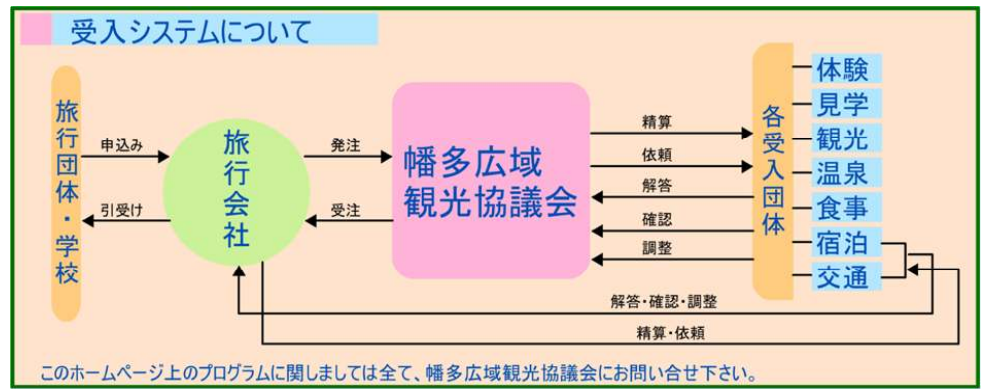 受入システムについて
旅行団体・学校
申込み
引受け
旅行会社
発注
受注
幡多広域
観光協議会
精算
依頼
解答
確認
調整
各受入団体
体験
見学
観光
温泉
食事
宿泊
交通
解答・確認・調整
精算・依頼
このホームページ上のプログラムに関しましては全て、幡多広域観光協議会にお問い合せ下さい。